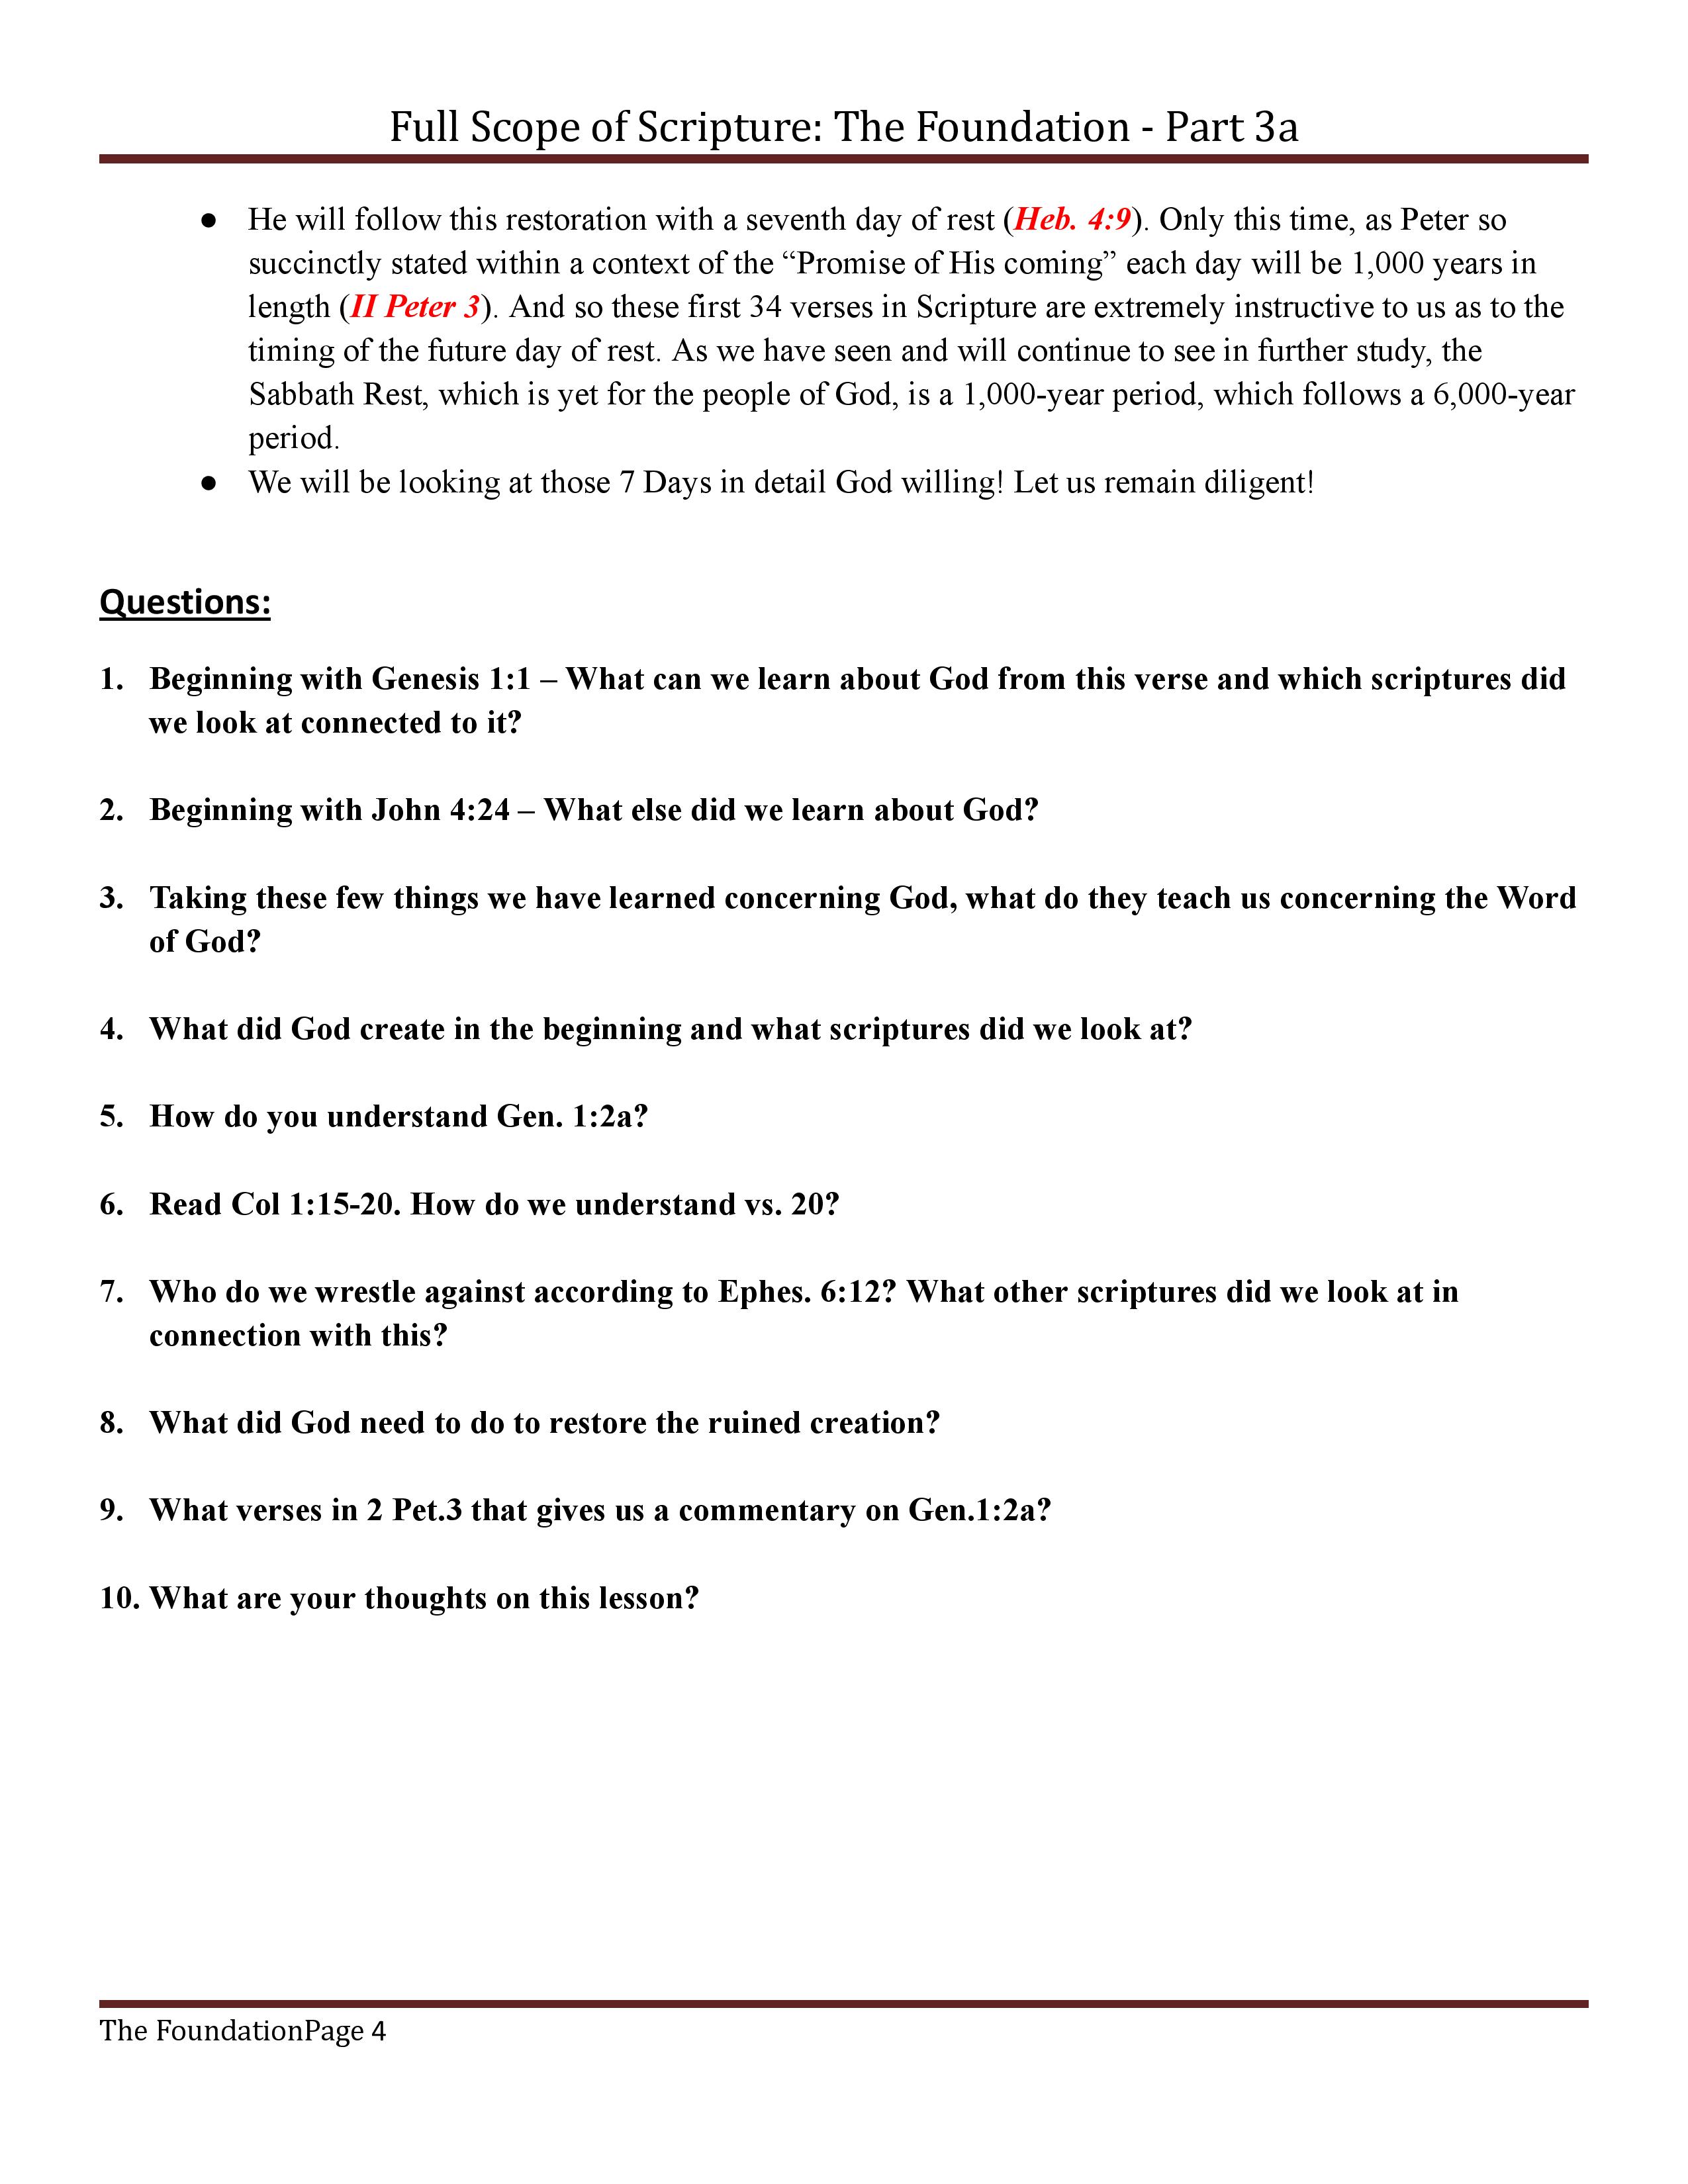 Full Scope of Scripture: The Foundation - Part 3a
● He will follow this restoration with a seventh day of rest (Heb. 4:9). Only this time, as Peter so
succinctly stated within a context of the “Promise of His coming” each day will be 1,000 years in
length (II Peter 3). And so these first 34 verses in Scripture are extremely instructive to us as to the
timing of the future day of rest. As we have seen and will continue to see in further study, the
Sabbath Rest, which is yet for the people of God, is a 1,000-year period, which follows a 6,000-year
period.
● We will be looking at those 7 Days in detail God willing! Let us remain diligent!
Questions:
1. Beginning with Genesis 1:1 – What can we learn about God from this verse and which scriptures did
we look at connected to it?
2. Beginning with John 4:24 – What else did we learn about God?
3. Taking these few things we have learned concerning God, what do they teach us concerning the Word
of God?
4. What did God create in the beginning and what scriptures did we look at?
5. How do you understand Gen. 1:2a?
6. Read Col 1:15-20. How do we understand vs. 20?
7. Who do we wrestle against according to Ephes. 6:12? What other scriptures did we look at in
connection with this?
8. What did God need to do to restore the ruined creation?
9. What verses in 2 Pet.3 that gives us a commentary on Gen.1:2a?
10. What are your thoughts on this lesson?
The FoundationPage 4